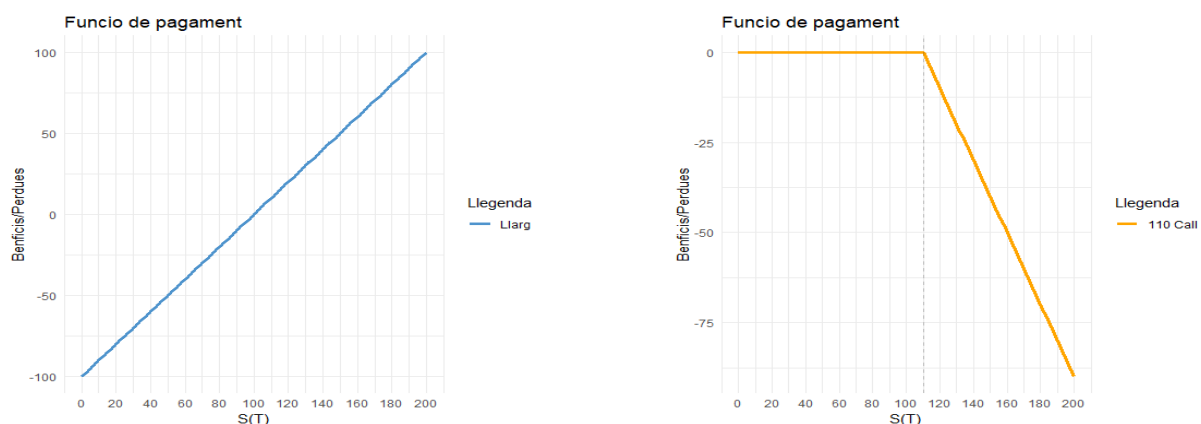 Funcio de pagament
100
50
0
-50
-100
Benficis/Perdues
0 20 40 60 80 100 120 140 160 180 200
S(T)
Llegenda
Llarg
Funcio de pagament
0
-25
-50
-75
Benficis/Perdues
0 20 40 60 80 100 120 140 160 180 200
S(T)
Llegenda
110 Call